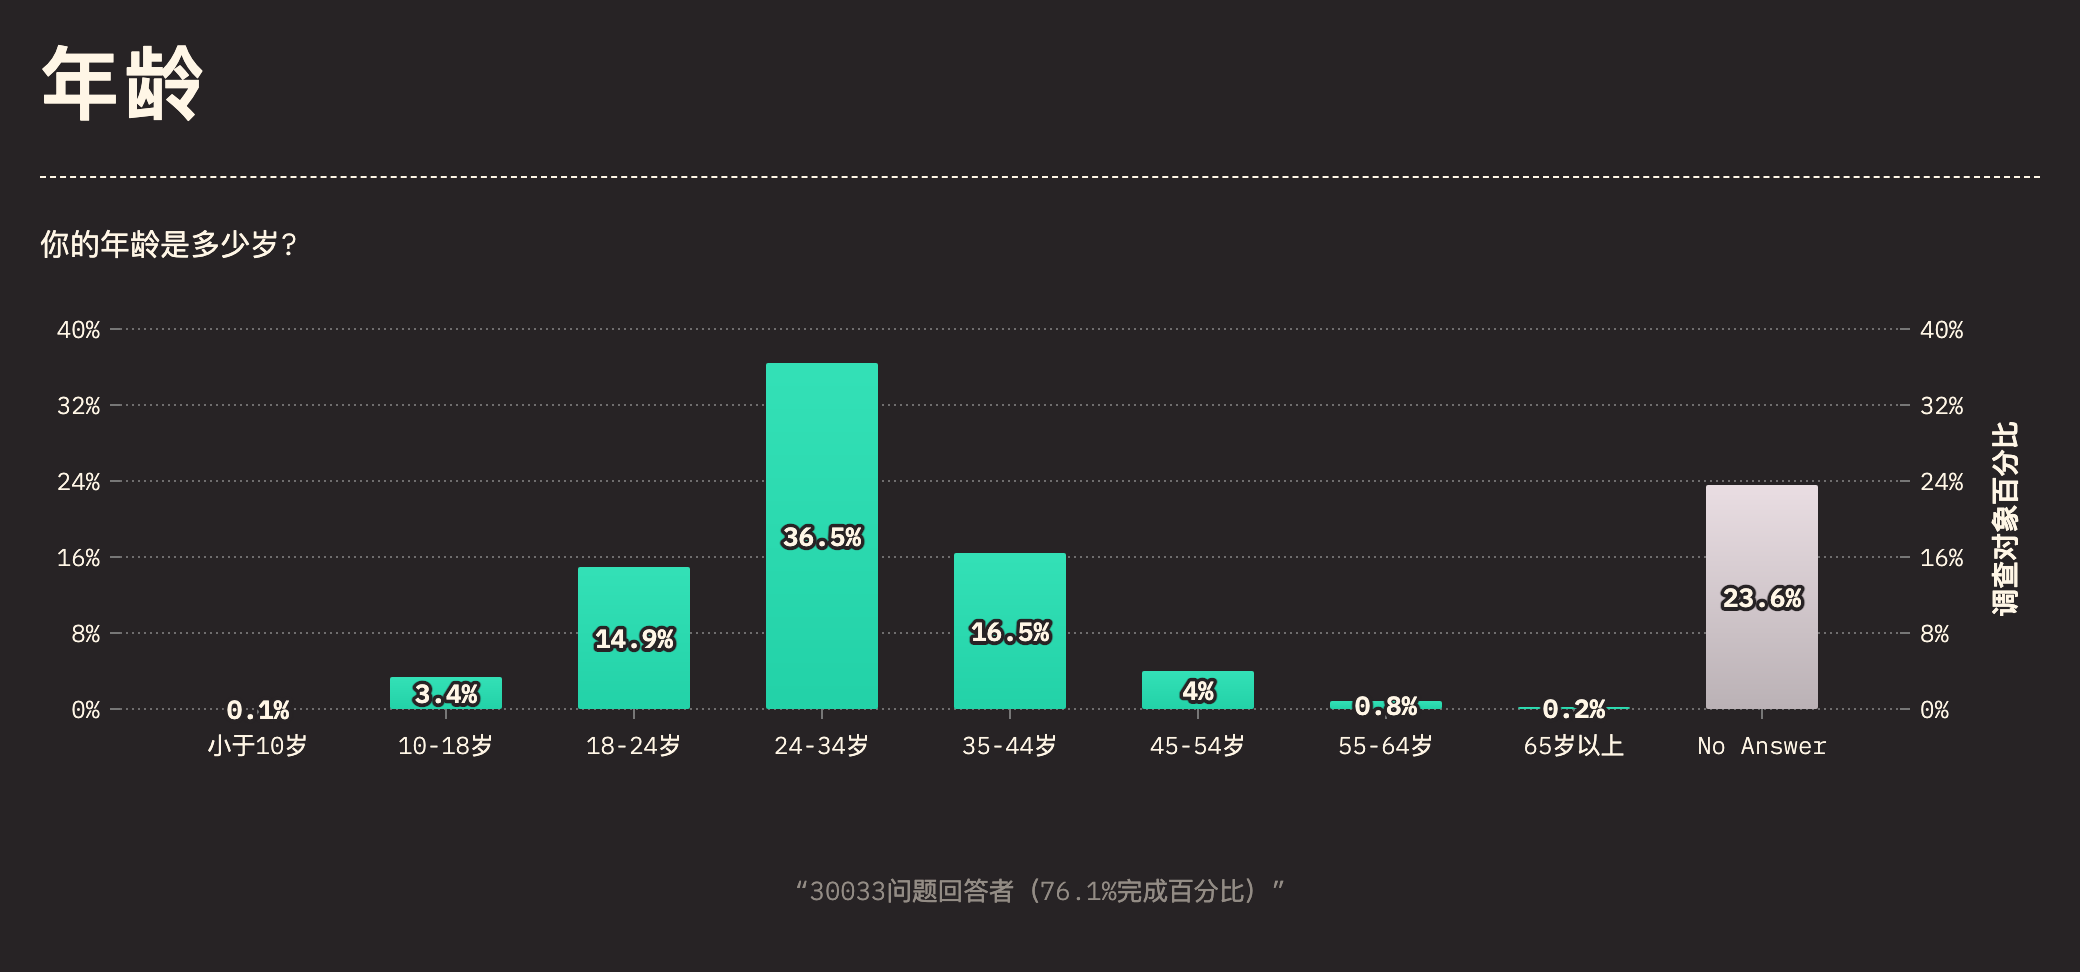 年龄
你的年龄是多少岁?
40%
32%
24%
16%
8%
0%
0.1%
3.4%
14.9%
36.5%
16.5%
4%
0.8%
0.2%
23.6%
小于10岁
10-18岁
18-24岁
24-34岁
35-44岁
45-54岁
55-64岁
65岁以上
No Answer
40%
32%
24%
16%
8%
0%
调查对象百分比
“30033问题回答者（76.1%完成百分比）”